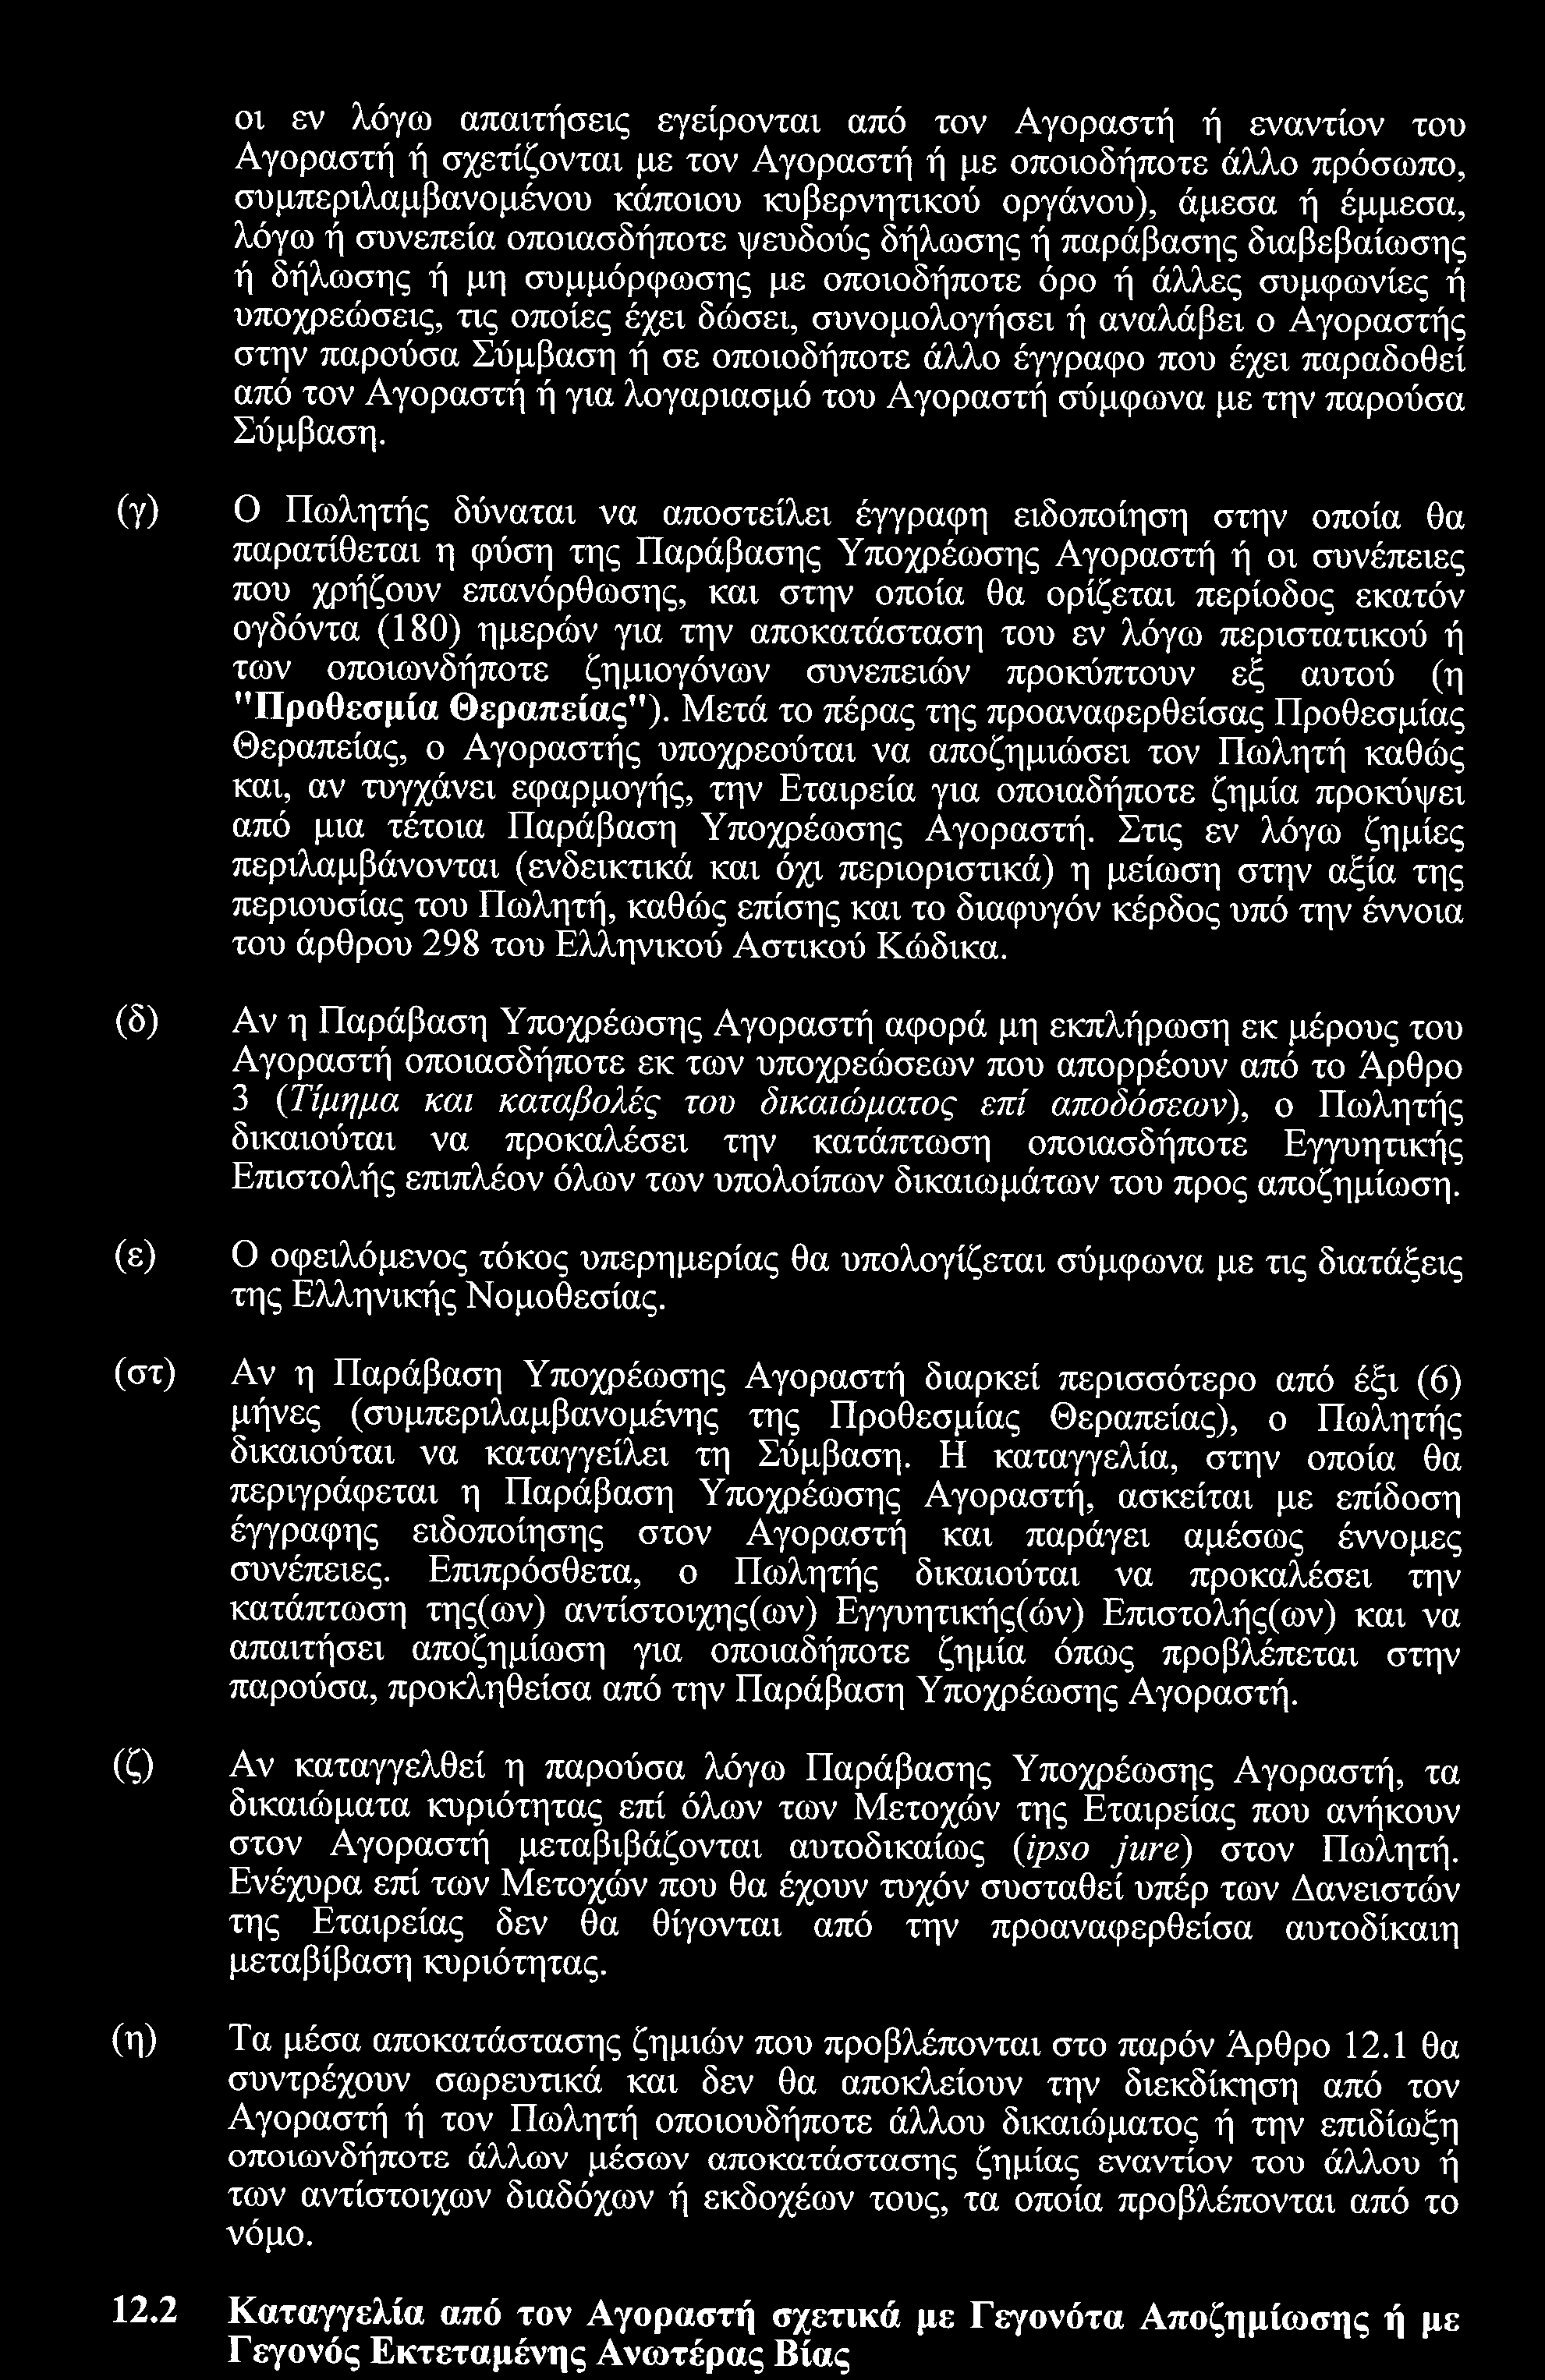 οι εν λόγω απαιτήσεις εγείρονται από τον Αγοραστή ή εναντίον του
Αγοραστή ή σχετίζονται με τον Αγοραστή ή με οποιοδήποτε άλλο πρόσωπο,
συμπεριλαμβανομένου κάποιου κυβερνητικού οργάνου), άμεσα ή έμμεσα,
λόγω ή συνεπεία οποιασδήποτε ψευδούς δήλωσης ή παράβασης διαβεβαίωσης
ή δήλωσης ή μη συμμόρφωσης με οποιοδήποτε όρο ή άλλες συμφωνίες ή
υποχρεώσεις, τις οποίες έχει δώσει, συνομολογήσει ή αναλάβει ο Αγοραστής
στην παρούσα Σύμβαση ή σε οποιοδήποτε άλλο έγγραφο που έχει παραδοθεί
από τον Αγοραστή ή για λογαριασμό του Αγοραστή σύμφωνα με την παρούσα
Σύμβαση.
(γ) Ο Πωλητής δύναται να αποστείλει έγγραφη ειδοποίηση στην οποία θα
παρατίθεται η φύση της Παράβασης Υποχρέωσης Αγοραστή ή οι συνέπειες
που χρήζουν επανόρθωσης, και στην οποία θα ορίζεται περίοδος εκατόν
ογδόντα (180) ημερών για την αποκατάσταση του εν λόγω περιστατικού ή
των οποιωνδήποτε ζημιογόνων συνεπειών προκύπτουν εξ αυτού (η
"Προθεσμία Θεραπείας"). Μετά το πέρας της προαναφερθείσας Προθεσμίας
Θεραπείας, ο Αγοραστής υποχρεούται να αποζημιώσει τον Πωλητή καθώς
και, αν τυγχάνει εφαρμογής, την Εταιρεία για οποιαδήποτε ζημία προκύψει
από μια τέτοια Παράβαση Υποχρέωσης Αγοραστή. Στις εν λόγω ζημίες
περιλαμβάνονται (ενδεικτικά και όχι περιοριστικά) η μείωση στην αξία της
περιουσίας του Πωλητή, καθώς επίσης και το διαφυγόν κέρδος υπό την έννοια
του άρθρου 298 του Ελληνικού Αστικού Κώδικα.
(δ) Αν η Παράβαση Υποχρέωσης Αγοραστή αφορά μη εκπλήρωση εκ μέρους του
Αγοραστή οποιασδήποτε εκ των υποχρεώσεων που απορρέουν από το Άρθρο
3 (Τίμημα και καταβολές του δικαιώματος επί αποδόσεων), ο Πωλητής
δικαιούται να προκαλέσει την κατάπτωση οποιασδήποτε Εγγυητικής
Επιστολής επιπλέον όλων των υπολοίπων δικαιωμάτων του προς αποζημίωση.
(ε) Ο οφειλόμενος τόκος υπερημερίας θα υπολογίζεται σύμφωνα με τις διατάξεις
της Ελληνικής Νομοθεσίας.
(στ) Αν η Παράβαση Υποχρέωσης Αγοραστή διαρκεί περισσότερο από έξι (6)
μήνες (συμπεριλαμβανομένης της Προθεσμίας Θεραπείας), ο Πωλητής
δικαιούται να καταγγείλει τη Σύμβαση. Η καταγγελία, στην οποία θα
περιγράφεται η Παράβαση Υποχρέωσης Αγοραστή, ασκείται με επίδοση
έγγραφης ειδοποίησης στον Αγοραστή και παράγει αμέσως έννομες
συνέπειες. Επιπρόσθετα, ο Πωλητής δικαιούται να προκαλέσει την
κατάπτωση της(ων) αντίστοιχης(ων) Εγγυητικής(ών) Επιστολής(ων) και να
απαιτήσει αποζημίωση για οποιαδήποτε ζημία όπως προβλέπεται στην
παρούσα, προκληθείσα από την Παράβαση Υποχρέωσης Αγοραστή.
(ζ) Αν καταγγελθεί η παρούσα λόγω Παράβασης Υποχρέωσης Αγοραστή, τα
δικαιώματα κυριότητας επί όλων των Μετοχών της Εταιρείας που ανήκουν
στον Αγοραστή μεταβιβάζονται αυτοδικαίως (ipso jure) στον Πωλητή.
Ενέχυρα επί των Μετοχών που θα έχουν τυχόν συσταθεί υπέρ των Δανειστών
της Εταιρείας δεν θα θίγονται από την προαναφερθείσα αυτοδίκαιη
μεταβίβαση κυριότητας.
(η) Τα μέσα αποκατάστασης ζημιών που προβλέπονται στο παρόν Άρθρο 12.1 θα
συντρέχουν σωρευτικά και δεν θα αποκλείουν την διεκδίκηση από τον
Αγοραστή ή τον Πωλητή οποιουδήποτε άλλου δικαιώματος ή την επιδίωξη
οποιωνδήποτε άλλων μέσων αποκατάστασης ζημίας εναντίον του άλλου ή
των αντίστοιχων διαδόχων ή εκδοχέων τους, τα οποία προβλέπονται από το
νόμο.
12.2 Καταγγελία από τον Αγοραστή σχετικά με Γεγονότα Αποζημίωσης ή με
Γεγονός Εκτεταμένης Ανωτέρας Βίας